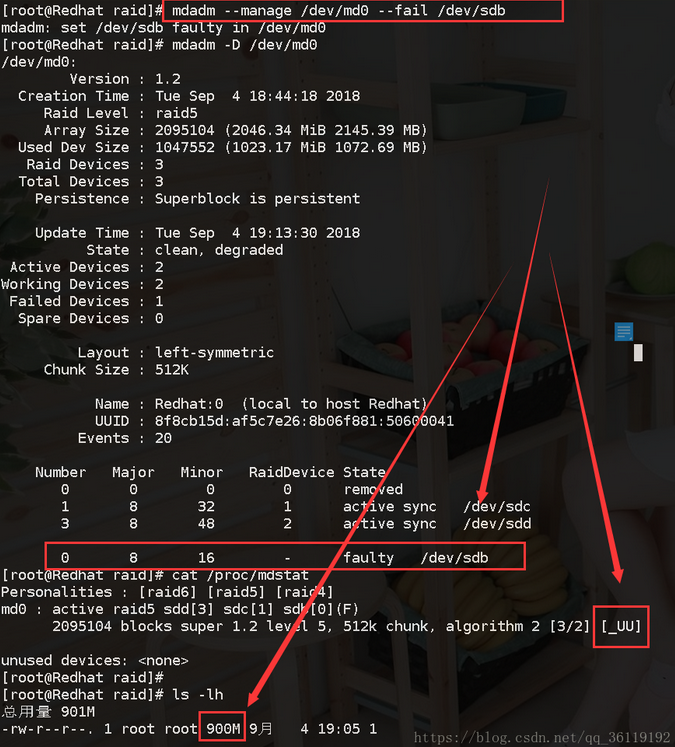 [root@Redhat raid]# mdadm --manage /dev/md0 --fail /dev/sdb
mdadm: set /dev/sdb faulty in /dev/md0
[root@Redhat raid]# mdadm -D /dev/md0
/dev/md0:
Version : 1.2
Creation Time : Tue Sep  4 18:44:18 2018
Raid Level : raid5
Array Size : 2095104 (2046.34 MiB 2145.39 MB)
Used Dev Size : 1047552 (1023.17 MiB 1072.69 MB)
Raid Devices : 3
Total Devices : 3
Persistence : Superblock is persistent
Update Time : Tue Sep  4 19:13:30 2018
State : clean, degraded
Active Devices : 2
Working Devices : 2
Failed Devices : 1
Spare Devices : 0
Layout : left-symmetric
Chunk Size : 512K
Name : Redhat:0  (local to host Redhat)
UUID : 8f8cb15d:af5c7e26:8b06f881:50600041
Events : 20
Number   Major   Minor   RaidDevice State
0       0        0        0      removed
1       8       32        1      active sync   /dev/sdc
3       8       48        2      active sync   /dev/sdd
0       8       16        -      faulty   /dev/sdb
[root@Redhat raid]# cat /proc/mdstat
Personalities : [raid6] [raid5] [raid4]
md0 : active raid5 sdd[3] sdc[1] sdb[0](F)
2095104 blocks super 1.2 level 5, 512k chunk, algorithm 2 [3/2] [_UU]
unused devices: <none>
[root@Redhat raid]#
[root@Redhat raid]# ls -lh
总用量 901M
-rw-r--r--. 1 root root 900M 9月   4 19:05 1
https://blog.csdn.net/qq_36119192